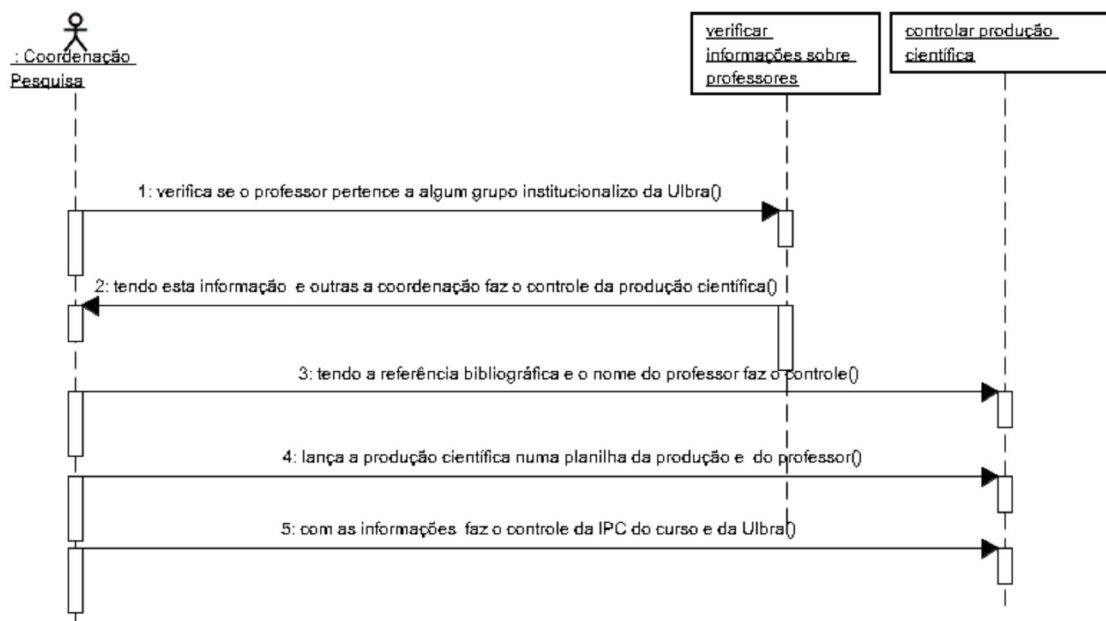 : Coordenação
Pesquisa
verificar
informações sobre
professores
controlar produção
científica
1: verifica se o professor pertence a algum grupo institucionalizo da Ulbra()
2: tendo esta informação e outras a coordenação faz o controle da produção científica()
3: tendo a referência bibliográfica e o nome do professor faz o controle()
4: lança a produção científica numa planilha da produção e do professor()
5: com as informações faz o controle da IPC do curso e da Ulbra()